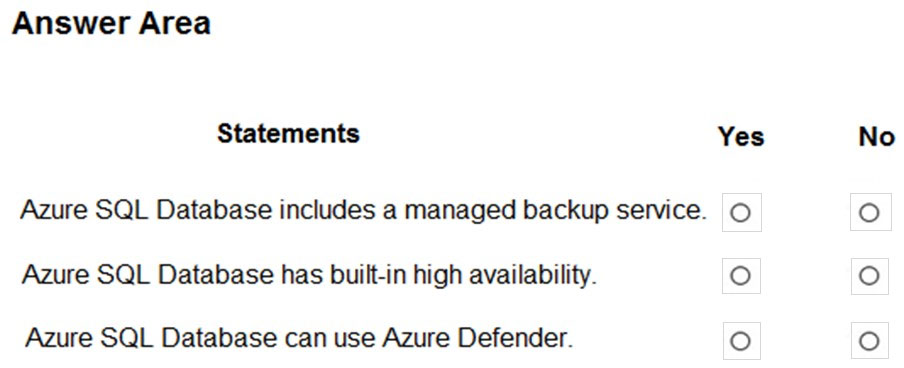 Answer Area
Statements Yes No
Azure SQL Database includes a managed backup service.
Azure SQL Database has built-in high availability.
Azure SQL Database can use Azure Defender.